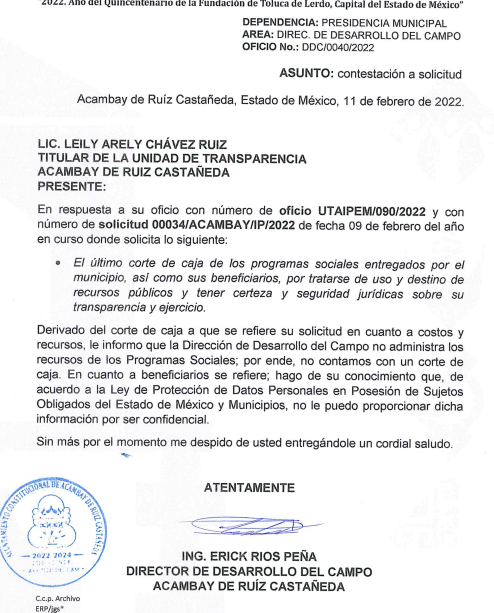 "2022. Año del Quincentenario de la Fundación de Toluca de Lerdo, Capital del Estado de México"
DEPENDENCIA: PRESIDENCIA MUNICIPAL
AREA: DIREC. DE DESARROLLO DEL CAMPO
OFICIO No.: DDC/0040/2022
ASUNTO: contestación a solicitud
Acambay de Ruíz Castañeda, Estado de México, 11 de febrero de 2022.
LIC. LEILY ARELY CHÁVEZ RUIZ
TITULAR DE LA UNIDAD DE TRANSPARENCIA
ACAMBAY DE RUIZ CASTAÑEDA
PRESENTE:
En respuesta a su oficio con número de oficio UTAIPEM/090/2022 y con
número de solicitud 00034/ACAMBAY/IP/2022 de fecha 09 de febrero del año
en curso donde solicita lo siguiente:
• El último corte de caja de los programas sociales entregados por el
municipio, así como sus beneficiarios, por tratarse de uso y destino de
recursos públicos y tener certeza y seguridad jurídicas sobre su
transparencia y ejercicio.
Derivado del corte de caja a que se refiere su solicitud en cuanto a costos y
recursos, le informo que la Dirección de Desarrollo del Campo no administra los
recursos de los Programas Sociales; por ende, no contamos con un corte de
caja. En cuanto a beneficiarios se refiere; hago de su conocimiento que, de
acuerdo a la Ley de Protección de Datos Personales en Posesión de Sujetos
Obligados del Estado de México y Municipios, no le puedo proporcionar dicha
información por ser confidencial.
Sin más por el momento me despido de usted entregándole un cordial saludo.
ATENTAMENTE
AYUNTAMIENTO CONSTITUCIONAL DE ACAMBAY DE RUIZ CASTAÑEDA
2022 2024
ING. ERICK RIOS PEÑA
DIRECTOR DE DESARROLLO DEL CAMPO
ACAMBAY DE RUÍZ CASTAÑEDA
C.c.p. Archivo
ERP/jgs*